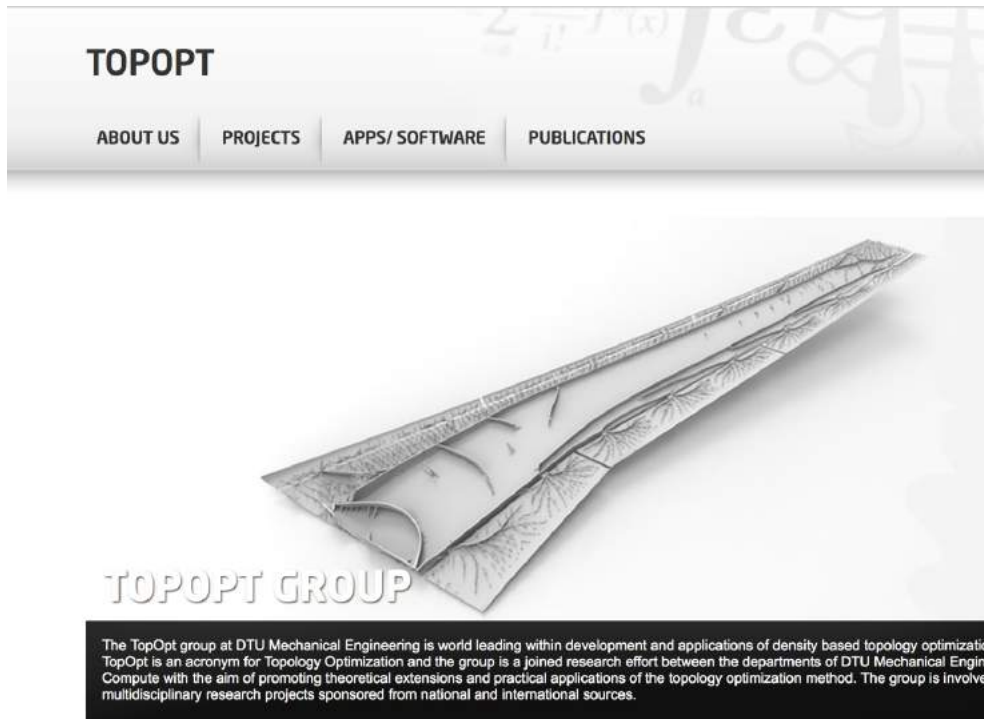 TOPOPT
ABOUT US
PROJECTS
APPS/ SOFTWARE
PUBLICATIONS
TOPOPT GROUP
The TopOpt group at DTU Mechanical Engineering is world leading within development and applications of density based topology
TopOpt is an acronym for Topology Optimization and the group is a joined research effort between the departments of DTU Mechanical
Compute with the aim of promoting theoretical extensions and practical applications of the topology optimization method. The group is
multidisciplinary research projects sponsored from national and international sources.